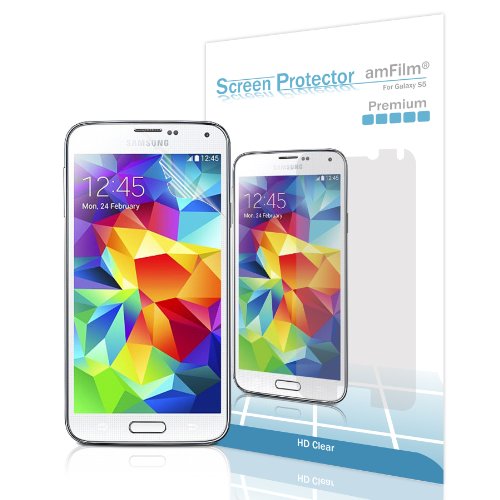 Screen Protector amFilm®
For Galaxy S5
Premium
SAMSUNG
12:45
12:45
Mon, 24 February
12:45
12:45
Mon, 24 February
HD Clear